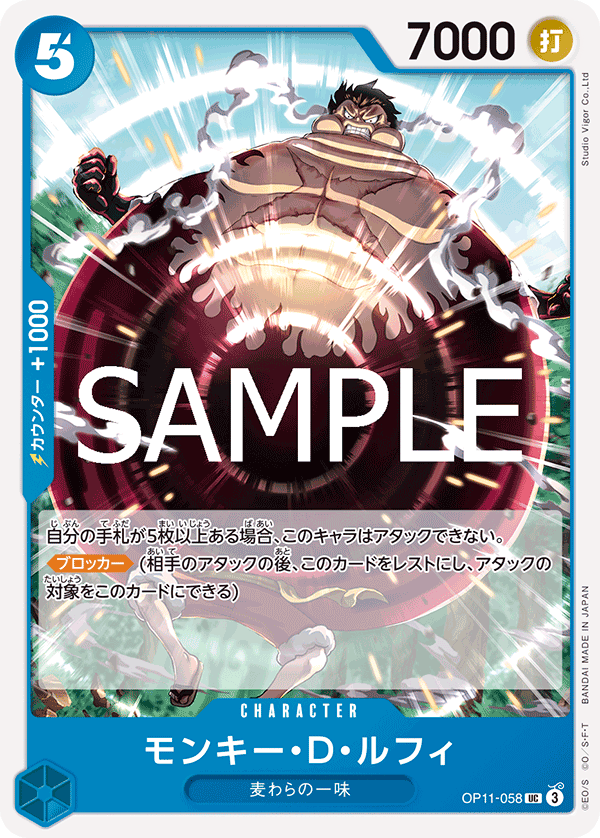 5
7000
打
Studio Vigor Co.,Ltd
カウンター +1000
SAMPLE
自分の手札が5枚以上ある場合、このキャラはアタックできない。
ブロッカー (相手のアタックの後、このカードをレストにし、アタックの
対象をこのカードにできる)
CHARACTER
モンキー・D・ルフィ
麦わらの一味
OP11-058 UC 3
©E.O/S ©O/S・F・T BANDAI MADE IN JAPAN